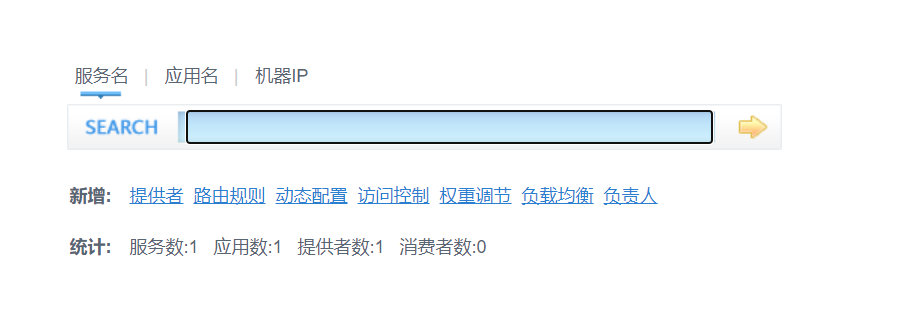 服务名 | 应用名 | 机器IP
SEARCH
新增: 提供者 路由规则 动态配置 访问控制 权重调节 负载均衡 负责人
统计: 服务数:1 应用数:1 提供者数:1 消费者数:0